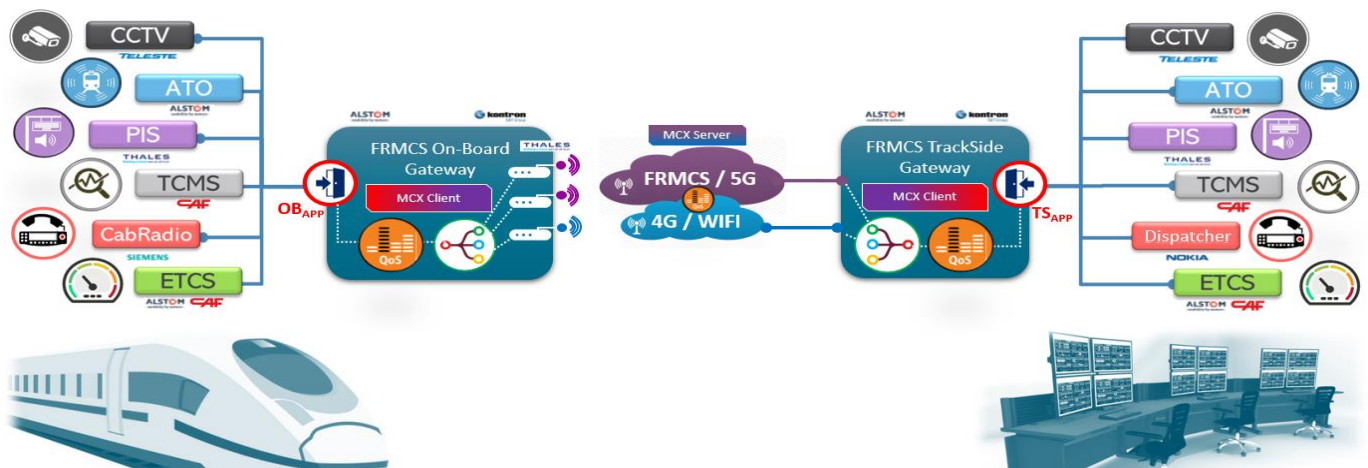 CCTV
TELESTE
ATO
ALSTOM
PIS
THALES
TCMS
CAF
CabRadio
SIEMENS
ETCS
ALSTOM CAF
OBAPP
ALSTOM
kontron
FRMCS On-Board
Gateway
THALES
MCX Client
QoS
MCX Server
FRMCS / 5G
QoS
4G / WIFI
ALSTOM
kontron
FRMCS TrackSide
Gateway
MCX Client
QoS
TSAPP
CCTV
TELESTE
ATO
ALSTOM
PIS
THALES
TCMS
CAF
Dispatcher
NOKIA
ETCS
ALSTOM CAF